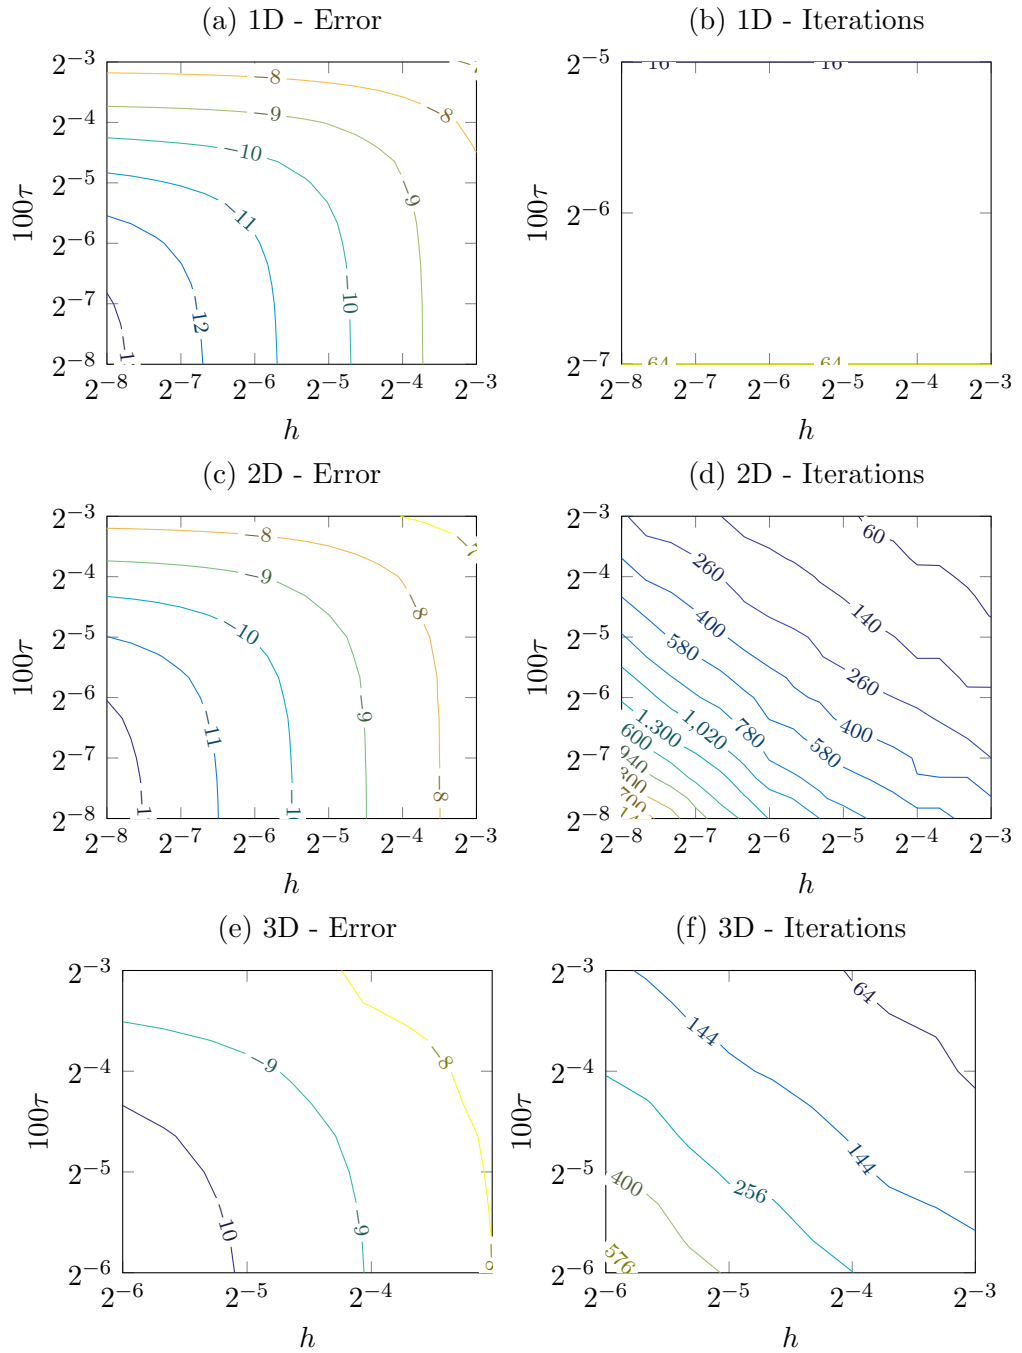 (a) 1D - Error
2⁻³
2⁻⁴
2⁻⁵
2⁻⁶
2⁻⁷
2⁻⁸
100τ
−8
−8
−9
−9
−10
−10
−11
−12
2⁻⁸ 2⁻⁷ 2⁻⁶ 2⁻⁵ 2⁻⁴ 2⁻³
h
(b) 1D - Iterations
2⁻⁵
2⁻⁶
2⁻⁷
100τ
16 16
64 64
2⁻⁸ 2⁻⁷ 2⁻⁶ 2⁻⁵ 2⁻⁴ 2⁻³
h
(c) 2D - Error
2⁻³
2⁻⁴
2⁻⁵
2⁻⁶
2⁻⁷
2⁻⁸
100τ
−8
−8
−9
−9
−10
−11
2⁻⁸ 2⁻⁷ 2⁻⁶ 2⁻⁵ 2⁻⁴ 2⁻³
h
(d) 2D - Iterations
2⁻³
2⁻⁴
2⁻⁵
2⁻⁶
2⁻⁷
2⁻⁸
100τ
60
260
140
400
580
260
1,300
1,020
780
400
580
600
940
300
700
2⁻⁸ 2⁻⁷ 2⁻⁶ 2⁻⁵ 2⁻⁴ 2⁻³
h
(e) 3D - Error
2⁻³
2⁻⁴
2⁻⁵
2⁻⁶
100τ
−8
−9
−9
−10
8
2⁻⁶ 2⁻⁵ 2⁻⁴
h
(f) 3D - Iterations
2⁻³
2⁻⁴
2⁻⁵
2⁻⁶
100τ
64
144
144
256
400
576
2⁻⁶ 2⁻⁵ 2⁻⁴ 2⁻³
h